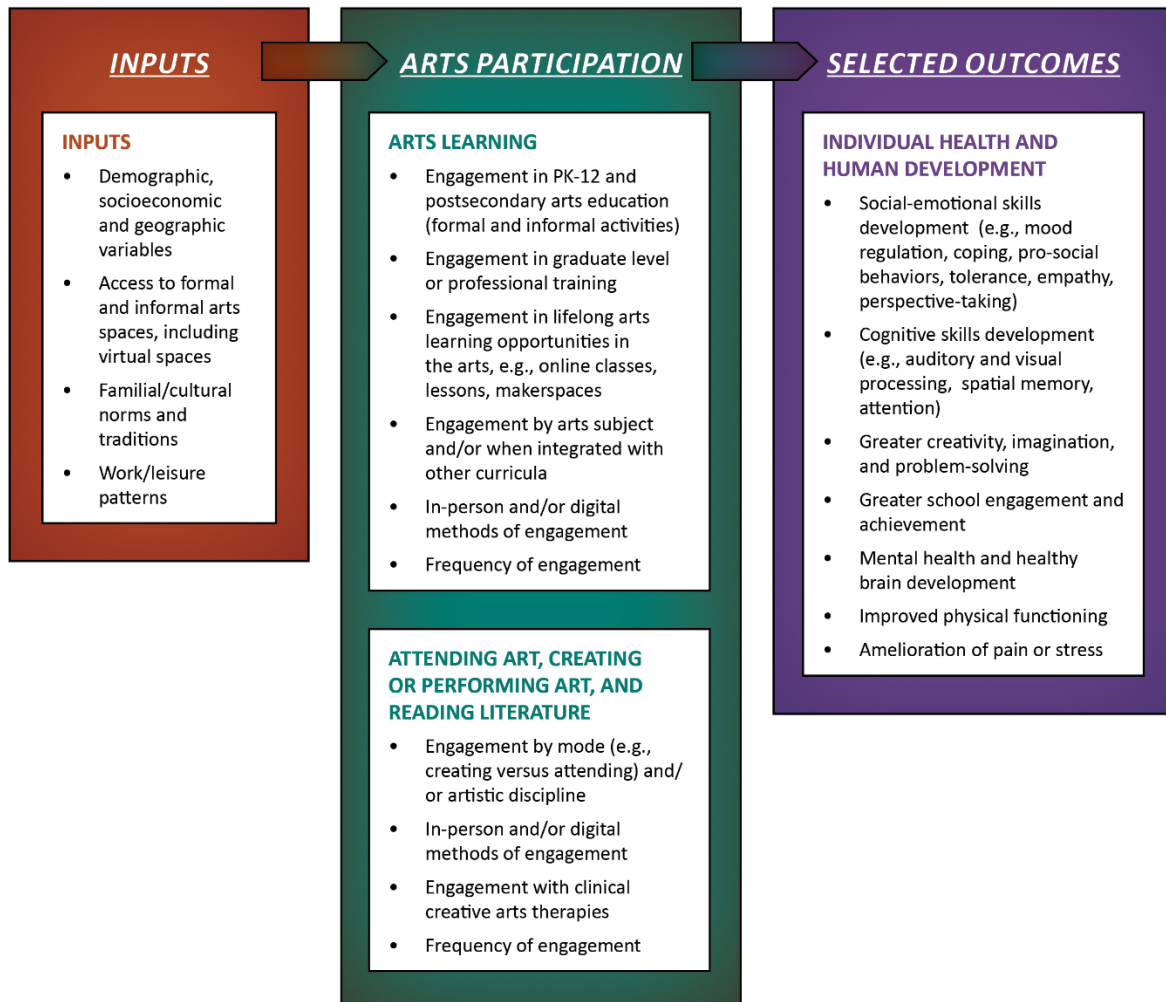 INPUTS
INPUTS
• Demographic,
socioeconomic
and geographic
variables
• Access to formal
and informal arts
spaces, including
virtual spaces
• Familial/cultural
norms and
traditions
• Work/leisure
patterns
ARTS PARTICIPATION
ARTS LEARNING
• Engagement in PK-12 and
postsecondary arts education
(formal and informal activities)
• Engagement in graduate level
or professional training
• Engagement in lifelong arts
learning opportunities in
the arts, e.g., online classes,
lessons, makerspaces
• Engagement by arts subject
and/or when integrated with
other curricula
• In-person and/or digital
methods of engagement
• Frequency of engagement
ATTENDING ART, CREATING
OR PERFORMING ART, AND
READING LITERATURE
• Engagement by mode (e.g.,
creating versus attending) and/
or artistic discipline
• In-person and/or digital
methods of engagement
• Engagement with clinical
creative arts therapies
• Frequency of engagement
SELECTED OUTCOMES
INDIVIDUAL HEALTH AND
HUMAN DEVELOPMENT
• Social-emotional skills
development (e.g., mood
regulation, coping, pro-social
behaviors, tolerance, empathy,
perspective-taking)
• Cognitive skills development
(e.g., auditory and visual
processing, spatial memory,
attention)
• Greater creativity, imagination,
and problem-solving
• Greater school engagement and
achievement
• Mental health and healthy
brain development
• Improved physical functioning
• Amelioration of pain or stress